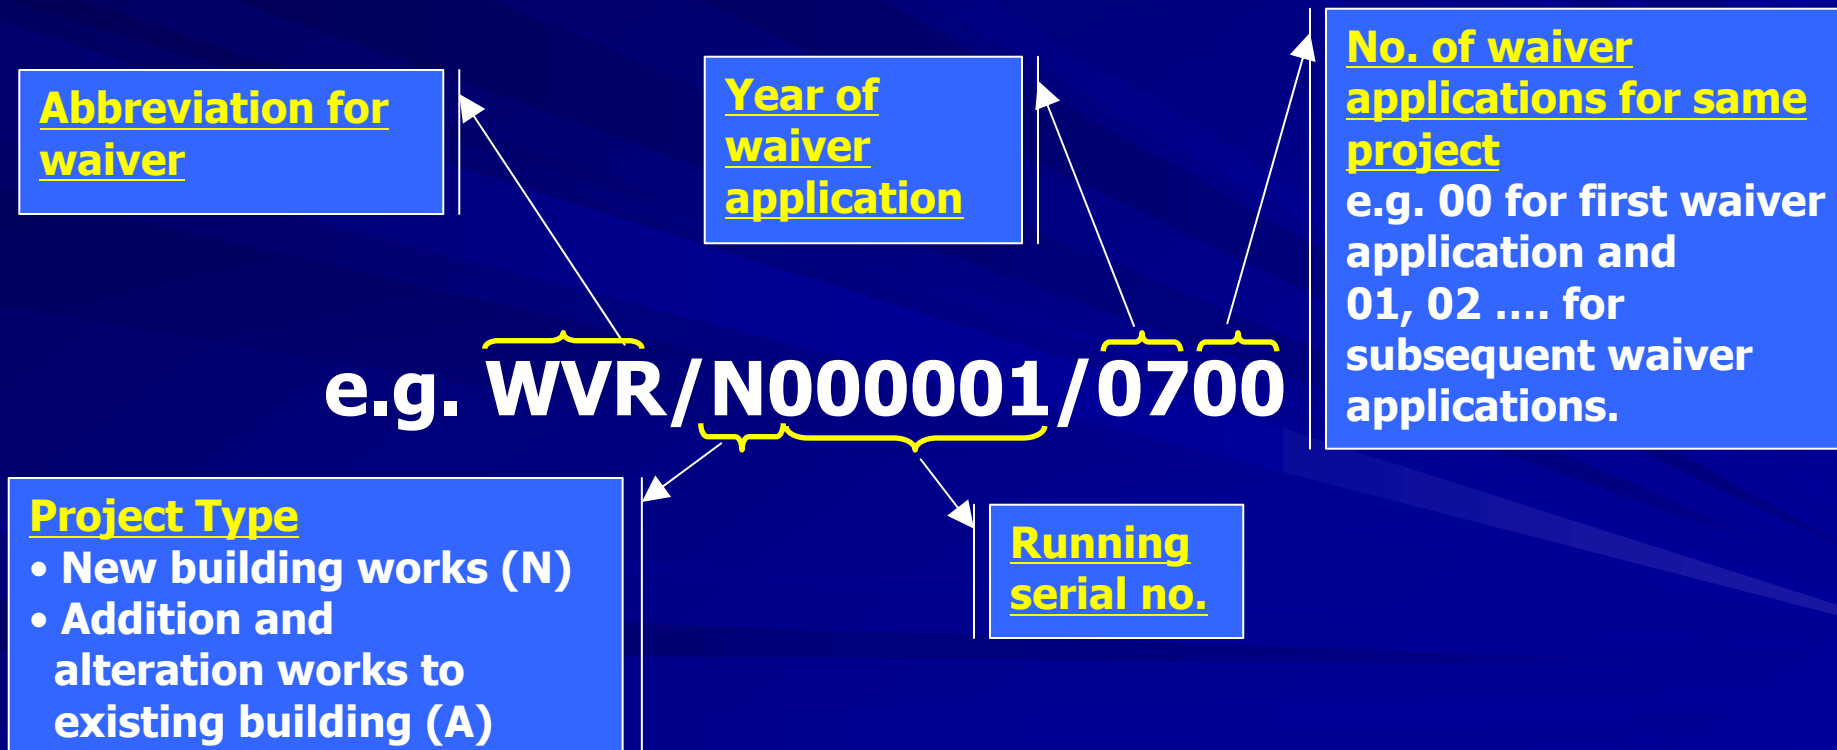 Abbreviation for
waiver
Year of
waiver
application
No. of waiver
applications for same
project
e.g. 00 for first waiver
application and
01, 02 .... for
subsequent waiver
applications.
e.g. WVR/N000001/0700
Project Type
• New building works (N)
• Addition and
alteration works to
existing building (A)
Running
serial no.